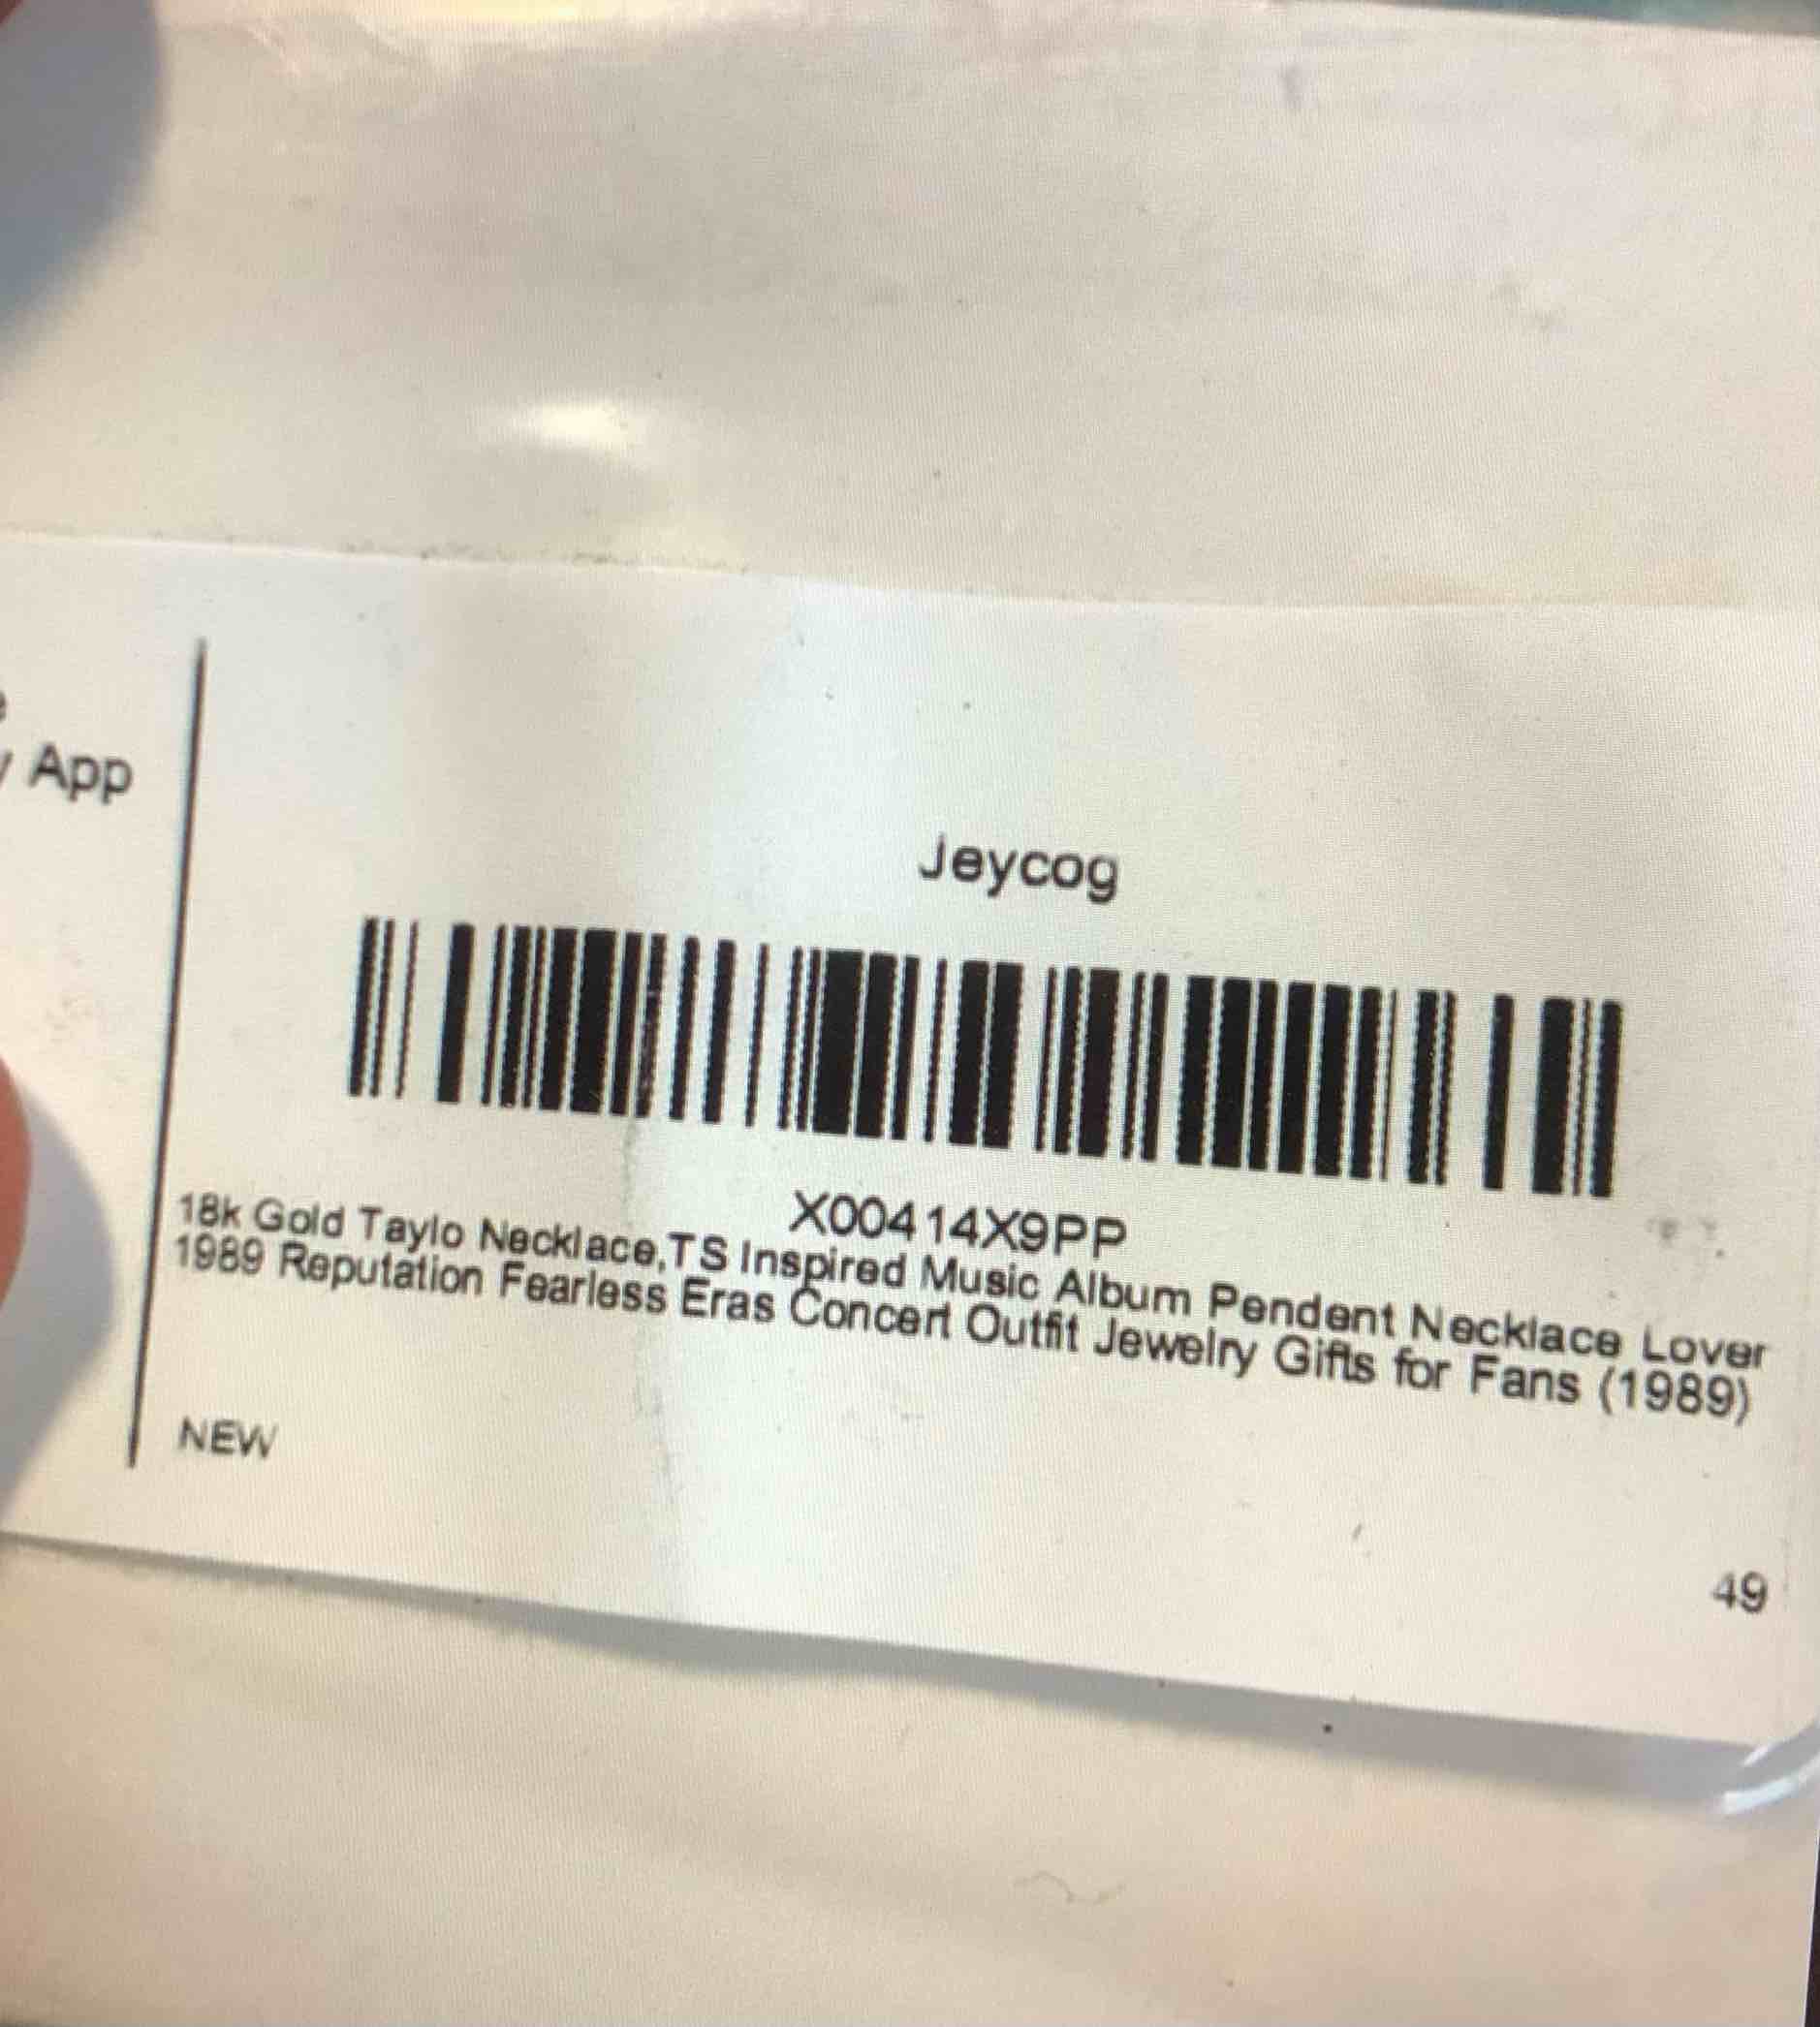 App
Jeycog
X00414X9PP
18k Gold Taylo Necklace,TS Inspired Music Album Pendent Necklace Lover
1989 Reputation Fearless Eras Concert Outfit Jewelry Gifts for Fans (1989)
NEW
49